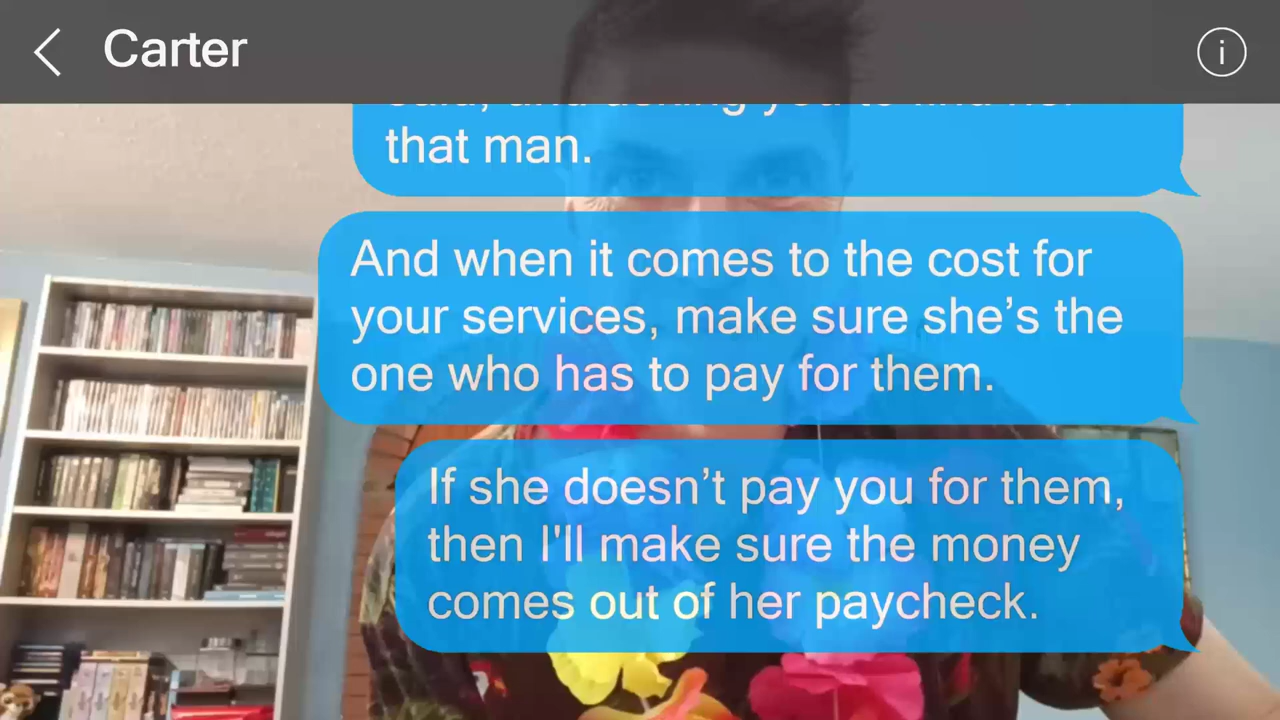 Carter
that man.
And when it comes to the cost for
your services, make sure she’s the
one who has to pay for them.
If she doesn’t pay you for them,
then I'll make sure the money
comes out of her paycheck.